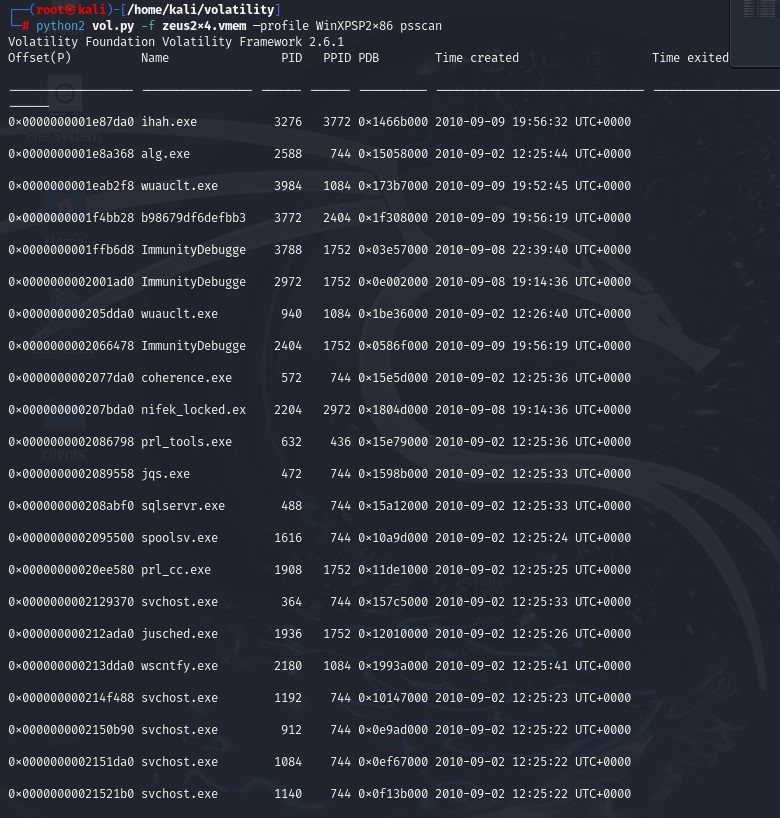 ┌──(root㉿kali)-[/home/kali/volatility]
└─# python2 vol.py -f zeus2×4.vmem —profile WinXPSP2×86 psscan
Volatility Foundation Volatility Framework 2.6.1
Offset(P) Name PID PPID PDB Time created Time exited
0×0000000001e87da0 ihah.exe 3276 3772 0×1466b000 2010-09-09 19:56:32 UTC+0000
0×0000000001e8a368 alg.exe 2588 744 0×15058000 2010-09-02 12:25:44 UTC+0000
0×0000000001eab2f8 wuauclt.exe 3984 1084 0×173b7000 2010-09-09 19:52:45 UTC+0000
0×0000000001f4bb28 b98679df6defbb3 3772 2404 0×1f308000 2010-09-09 19:56:19 UTC+0000
0×0000000001ffb6d8 ImmunityDebugge 3788 1752 0×03e57000 2010-09-08 22:39:40 UTC+0000
0×0000000002001ad0 ImmunityDebugge 2972 1752 0×0e002000 2010-09-08 19:14:36 UTC+0000
0×000000000205dda0 wuauclt.exe 940 1084 0×1be36000 2010-09-02 12:26:40 UTC+0000
0×0000000002066478 ImmunityDebugge 2404 1752 0×0586f000 2010-09-09 19:56:19 UTC+0000
0×0000000002077da0 coherence.exe 572 744 0×15e5d000 2010-09-02 12:25:36 UTC+0000
0×000000000207bda0 nifek_locked.ex 2204 2972 0×1804d000 2010-09-08 19:14:36 UTC+0000
0×0000000002086798 prl_tools.exe 632 436 0×15e79000 2010-09-02 12:25:36 UTC+0000
clients
0×0000000002089558 jqs.exe 472 744 0×1598b000 2010-09-02 12:25:33 UTC+0000
0×000000000208abf0 sqlservr.exe 488 744 0×15a12000 2010-09-02 12:25:33 UTC+0000
0×0000000002095500 spoolsv.exe 1616 744 0×10a9d000 2010-09-02 12:25:24 UTC+0000
0×00000000020ee580 prl_cc.exe 1908 1752 0×11de1000 2010-09-02 12:25:25 UTC+0000
0×0000000002129370 svchost.exe 364 744 0×157c5000 2010-09-02 12:25:33 UTC+0000
0×000000000212ada0 jusched.exe 1936 1752 0×12010000 2010-09-02 12:25:26 UTC+0000
0×000000000213dda0 wscntfy.exe 2180 1084 0×1993a000 2010-09-02 12:25:41 UTC+0000
0×000000000214f488 svchost.exe 1192 744 0×10147000 2010-09-02 12:25:23 UTC+0000
0×0000000002150b90 svchost.exe 912 744 0×0e9ad000 2010-09-02 12:25:22 UTC+0000
0×0000000002151da0 svchost.exe 1084 744 0×0ef67000 2010-09-02 12:25:22 UTC+0000
0×00000000021521b0 svchost.exe 1140 744 0×0f13b000 2010-09-02 12:25:22 UTC+0000